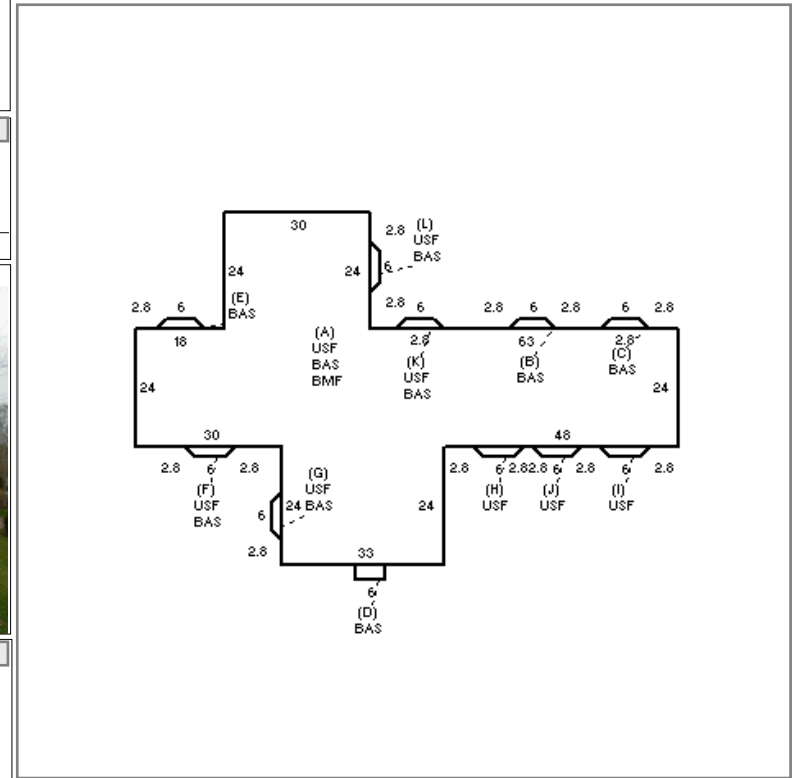 30
2.8
(L)
USF
BAS
24
24
6
(E)
BAS
2.8
6
2.8
6
2.8
6
2.8
6
2.8
18
(A)
USF
BAS
BMF
2.8
(K)
USF
BAS
63
(B)
BAS
2.8
(C)
BAS
24
24
30
48
2.8
6
2.8
(F)
USF
BAS
(G)
USF
BAS
24
6
2.8
24
2.8
6
2.8
2.8
6
2.8
6
2.8
(H)
USF
(J)
USF
(I)
USF
33
6
(D)
BAS